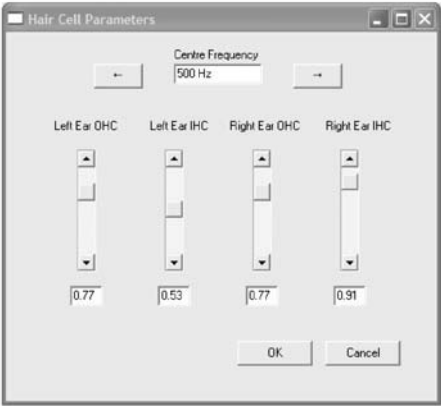 Hair Cell Parameters
Centre Frequency
← 500 Hz →
Left Ear OHC Left Ear IHC Right Ear OHC Right Ear IHC
0.77 0.53 0.77 0.91
OK Cancel